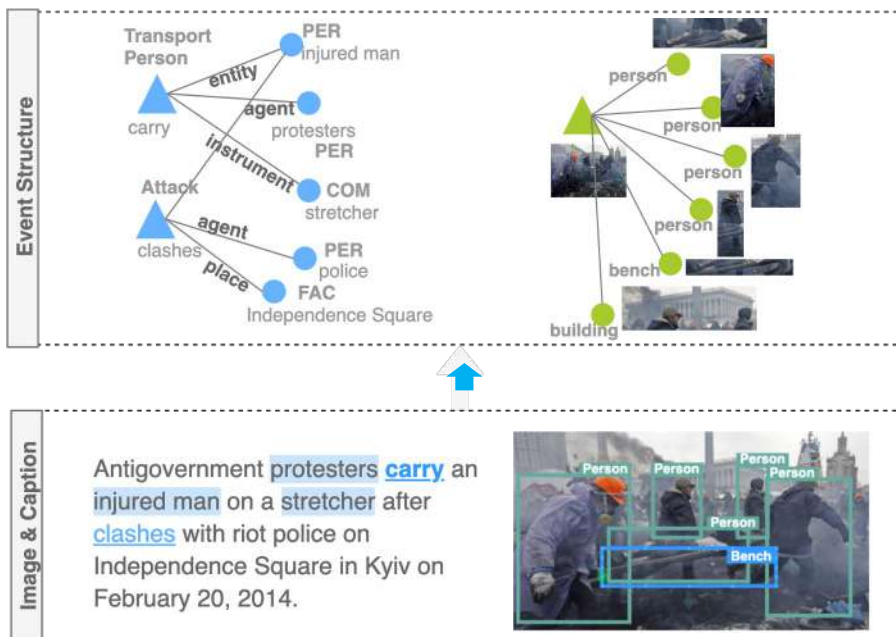 Event Structure
Transport
Person
carry
entity
agent
instrument
PER
injured man
protesters
PER
COM
stretcher
Attack
clashes
agent
place
PER
police
FAC
Independence Square
person
person
person
person
bench
building
Image & Caption
Antigovernment protesters carry an
injured man on a stretcher after
clashes with riot police on
Independence Square in Kyiv on
February 20, 2014.
Person
Person
Person
Person
Person
Bench